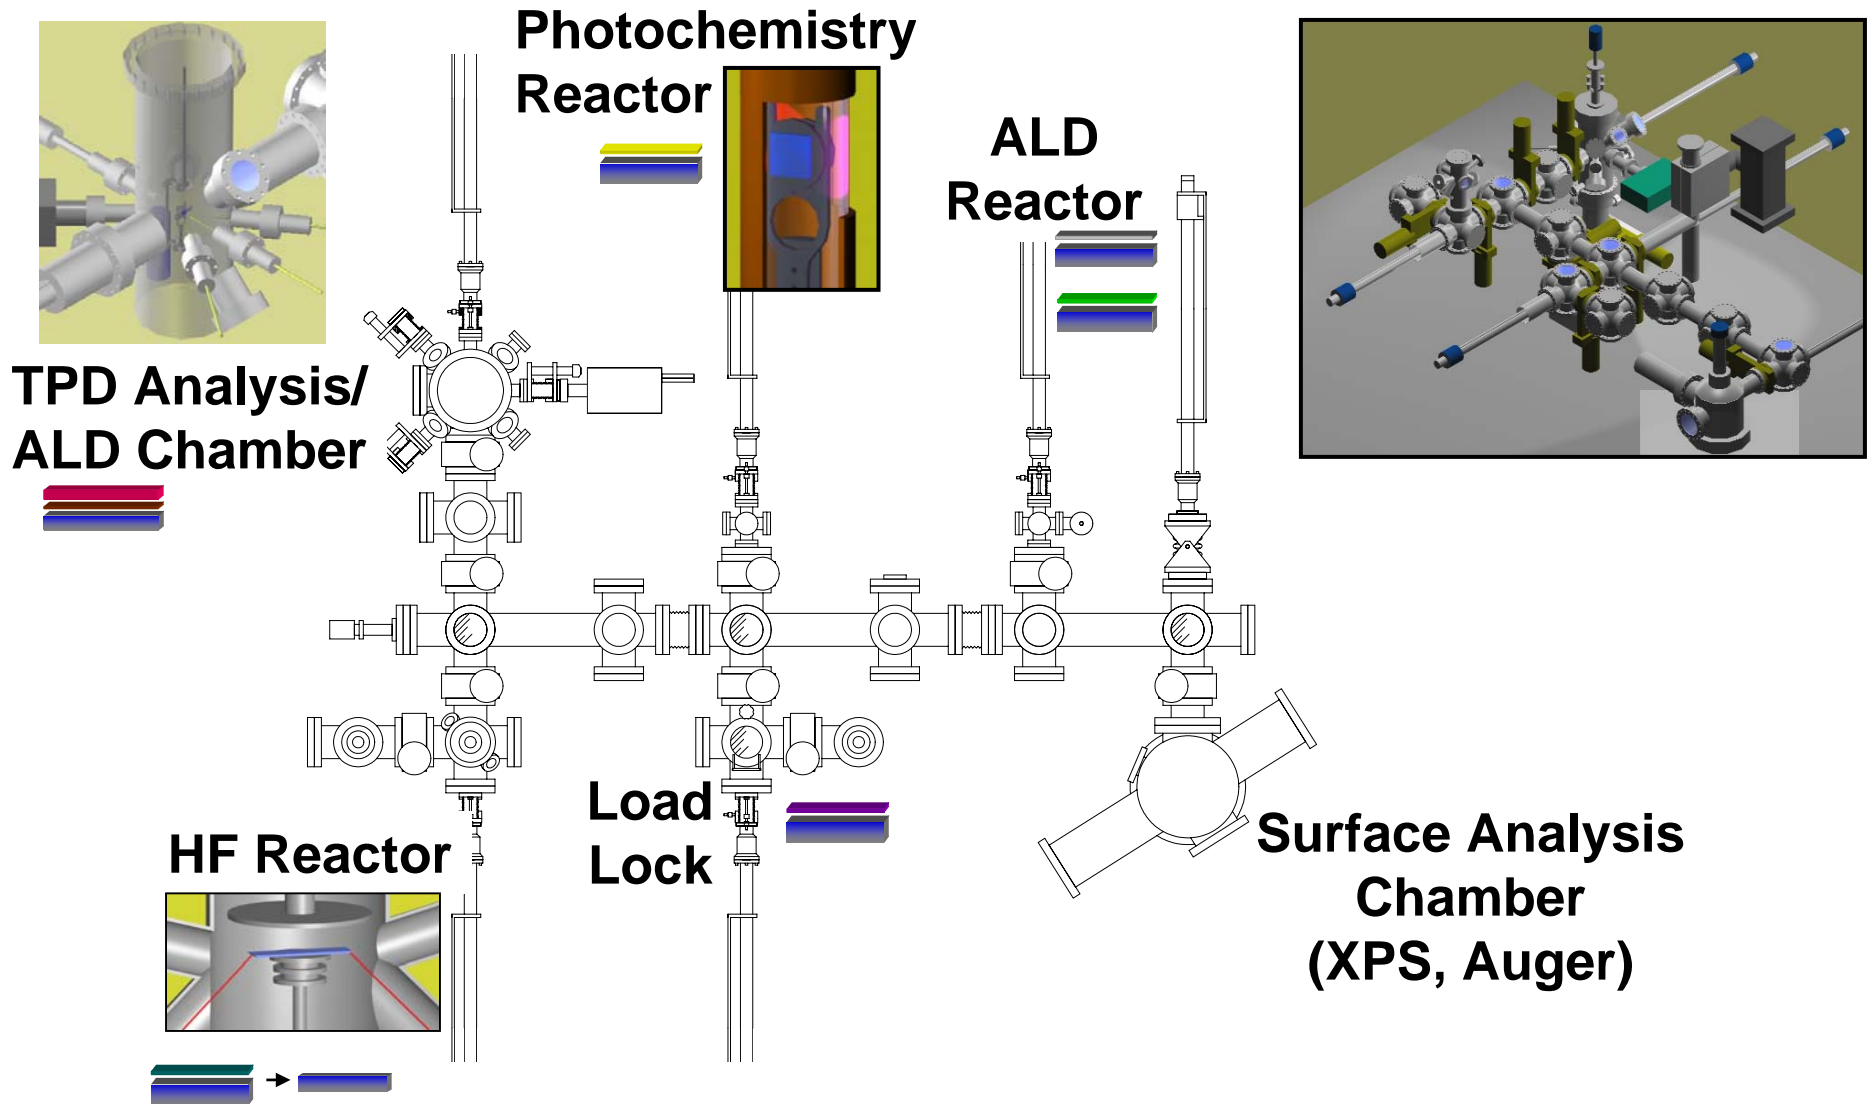 Photochemistry
Reactor
ALD
Reactor
TPD Analysis/
ALD Chamber
Load
Lock
HF Reactor
Surface Analysis
Chamber
(XPS, Auger)